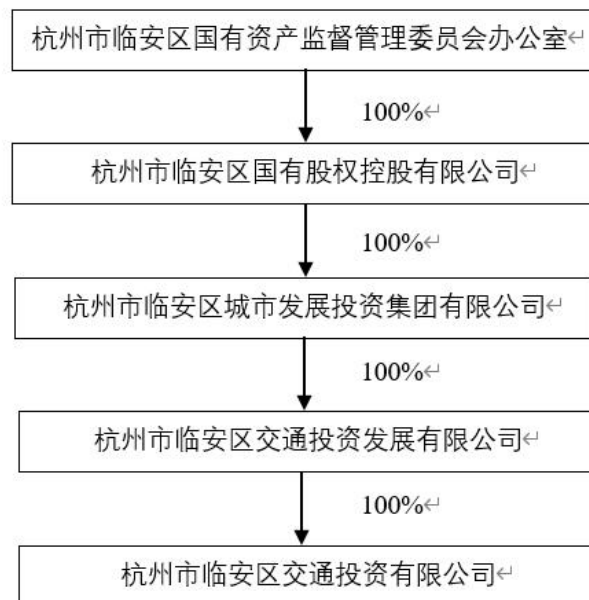 杭州市临安区国有资产监督管理委员会办公室↵
100%↵
杭州市临安区国有股权控股有限公司↵
100%↵
杭州市临安区城市发展投资集团有限公司↵
100%↵
杭州市临安区交通投资发展有限公司↵
100%↵
杭州市临安区交通投资有限公司↵